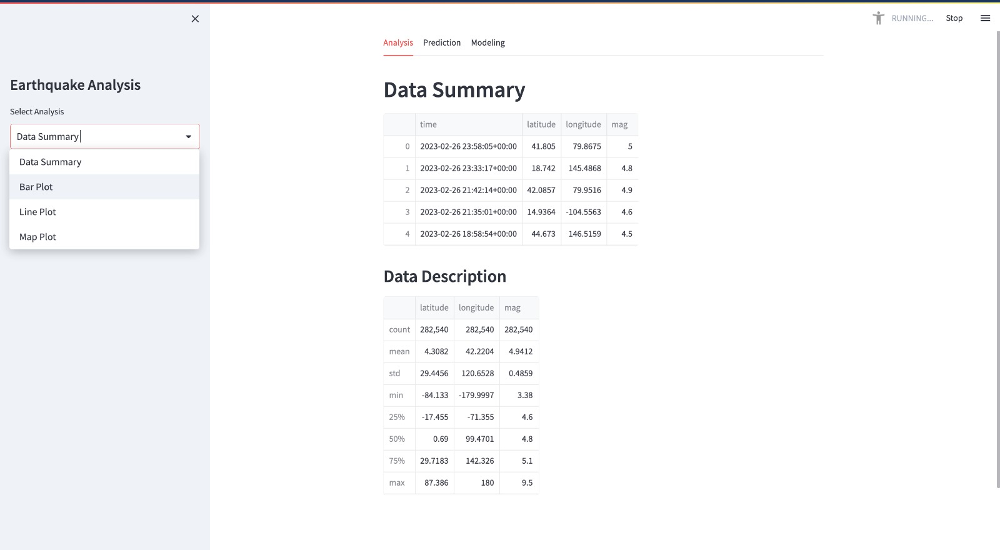 RUNNING...
Stop
Analysis Prediction Modeling
Earthquake Analysis
Select Analysis
Data Summary
Data Summary
Bar Plot
Line Plot
Map Plot
Data Summary
time latitude longitude mag
0 2023-02-26 23:58:05+00:00 41.805 79.8675 5
1 2023-02-26 23:33:17+00:00 18.742 145.4868 4.8
2 2023-02-26 21:42:14+00:00 42.0857 79.9516 4.9
3 2023-02-26 21:35:01+00:00 14.9364 -104.5563 4.6
4 2023-02-26 18:58:54+00:00 44.673 146.5159 4.5
Data Description
latitude longitude mag
count 282,540 282,540 282,540
mean 4.3082 42.2204 4.9412
std 29.4456 120.6528 0.4859
min -84.133 -179.9997 3.38
25% -17.455 -71.355 4.6
50% 0.69 99.4701 4.8
75% 29.7183 142.326 5.1
max 87.386 180 9.5